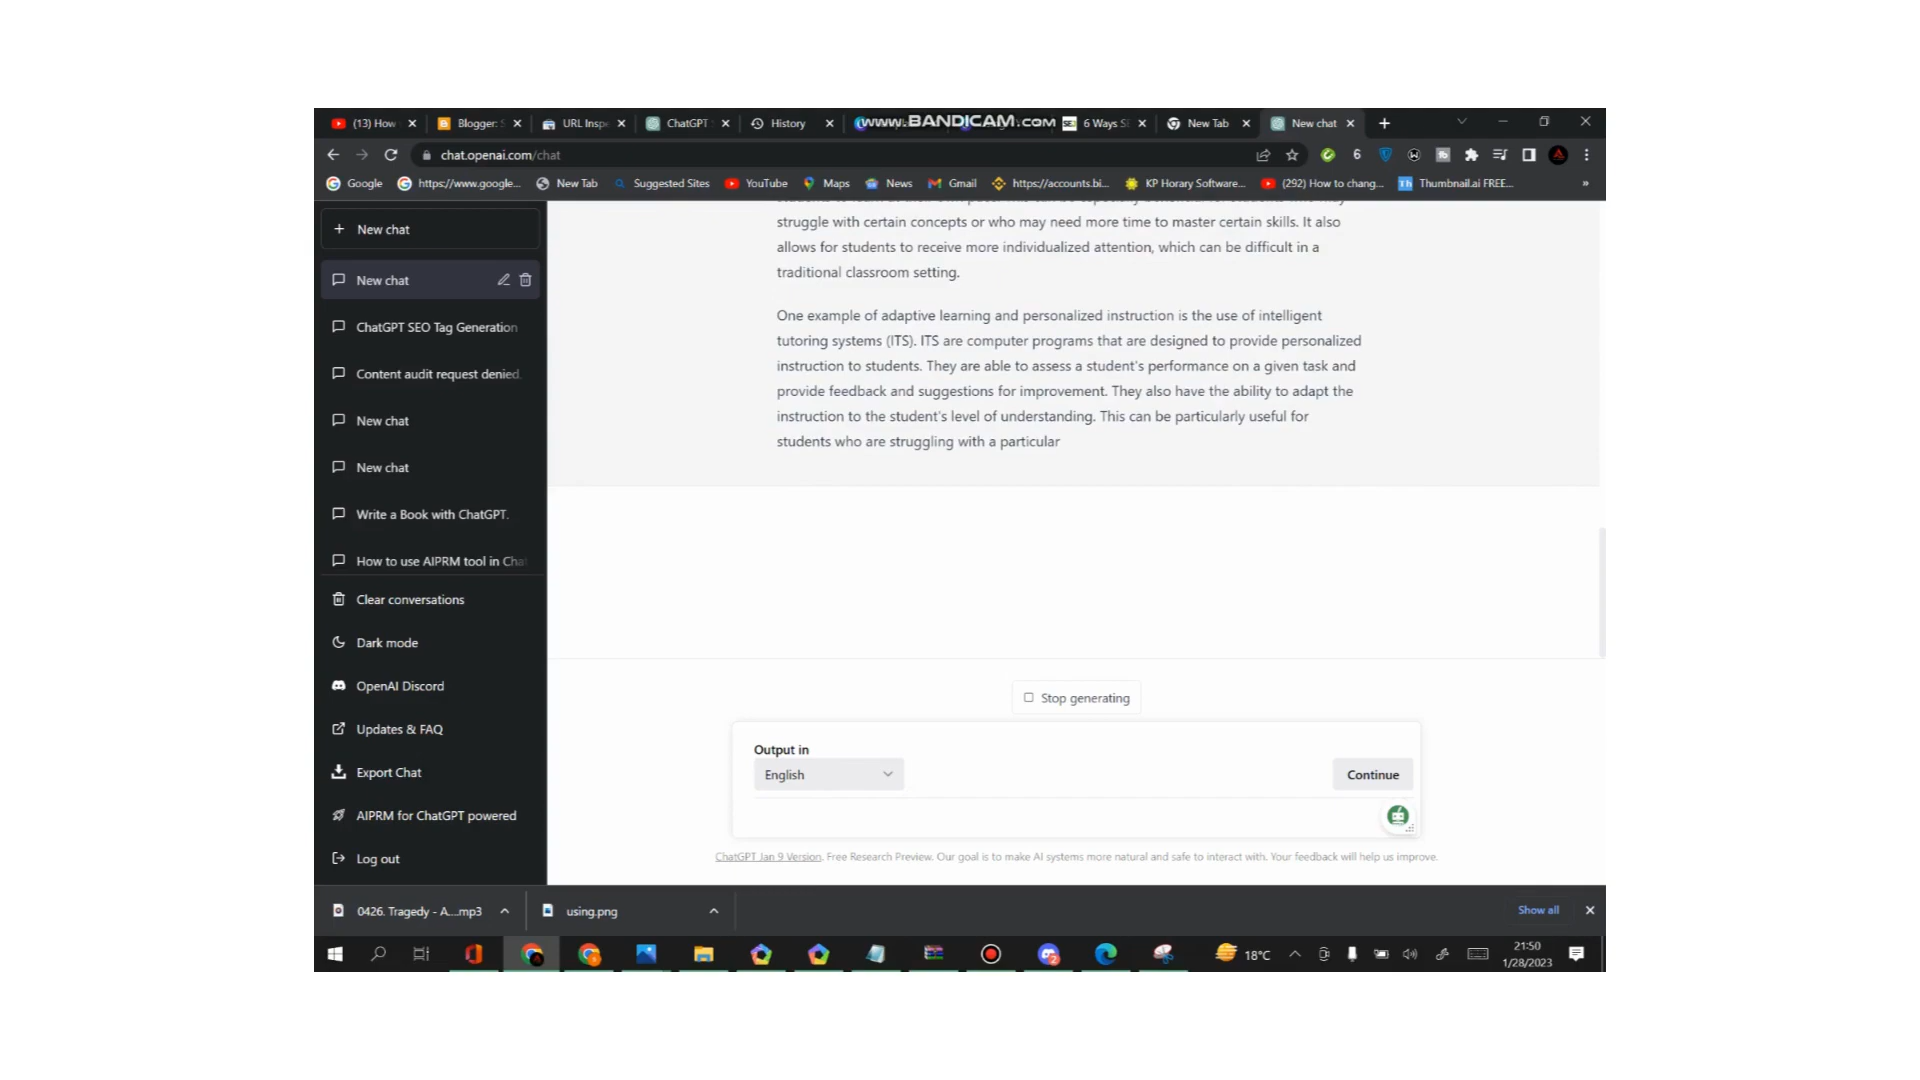 (13) How
Blogger: S
URL Insp
ChatGPT
History
www.BANDICAM.com
6 Ways S
New Tab
New chat
chat.openai.com/chat
6
Google
https://www.google...
New Tab
Suggested Sites
YouTube
Maps
News
Gmail
https://accounts.bi...
KP Horary Software...
(292) How to chang...
Thumbnail.ai FREE...
»
New chat
New chat
ChatGPT SEO Tag Generation
Content audit request denied.
New chat
New chat
Write a Book with ChatGPT.
How to use AIPRM tool in Cha
Clear conversations
Dark mode
OpenAI Discord
Updates & FAQ
Export Chat
AIPRM for ChatGPT powered
Log out
struggle with certain concepts or who may need more time to master certain skills. It also
allows for students to receive more individualized attention, which can be difficult in a
traditional classroom setting.
One example of adaptive learning and personalized instruction is the use of intelligent
tutoring systems (ITS). ITS are computer programs that are designed to provide personalized
instruction to students. They are able to assess a student's performance on a given task and
provide feedback and suggestions for improvement. They also have the ability to adapt the
instruction to the student's level of understanding. This can be particularly useful for
students who are struggling with a particular
Stop generating
Output in
English
Continue
ChatGPT Jan 9 Version. Free Research Preview. Our goal is to make AI systems more natural and safe to interact with. Your feedback will help us improve.
0426. Tragedy - A....mp3
using.png
Show all
18°C
21:50
1/28/2023